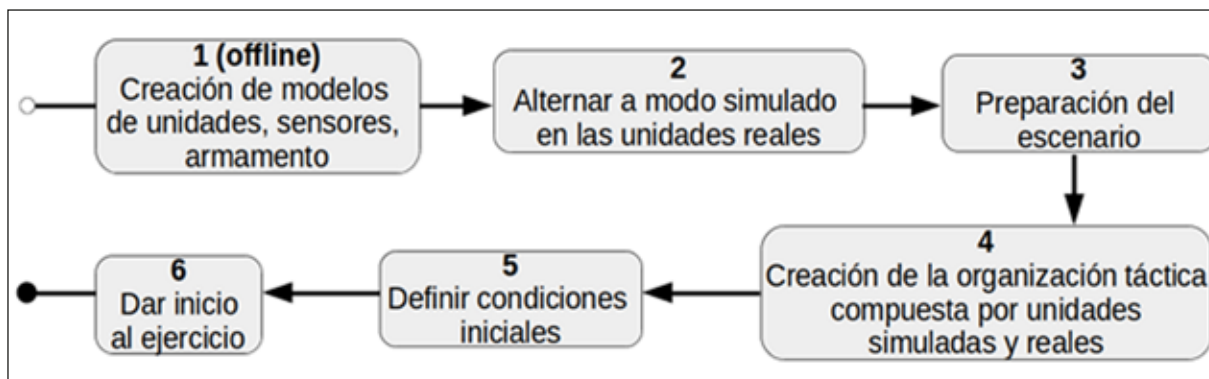 1 (offline)
Creación de modelos
de unidades, sensores,
armamento
2
Alternar a modo simulado
en las unidades reales
3
Preparación del
escenario
4
Creación de la organización táctica
compuesta por unidades
simuladas y reales
5
Definir condiciones
iniciales
6
Dar inicio
al ejercicio